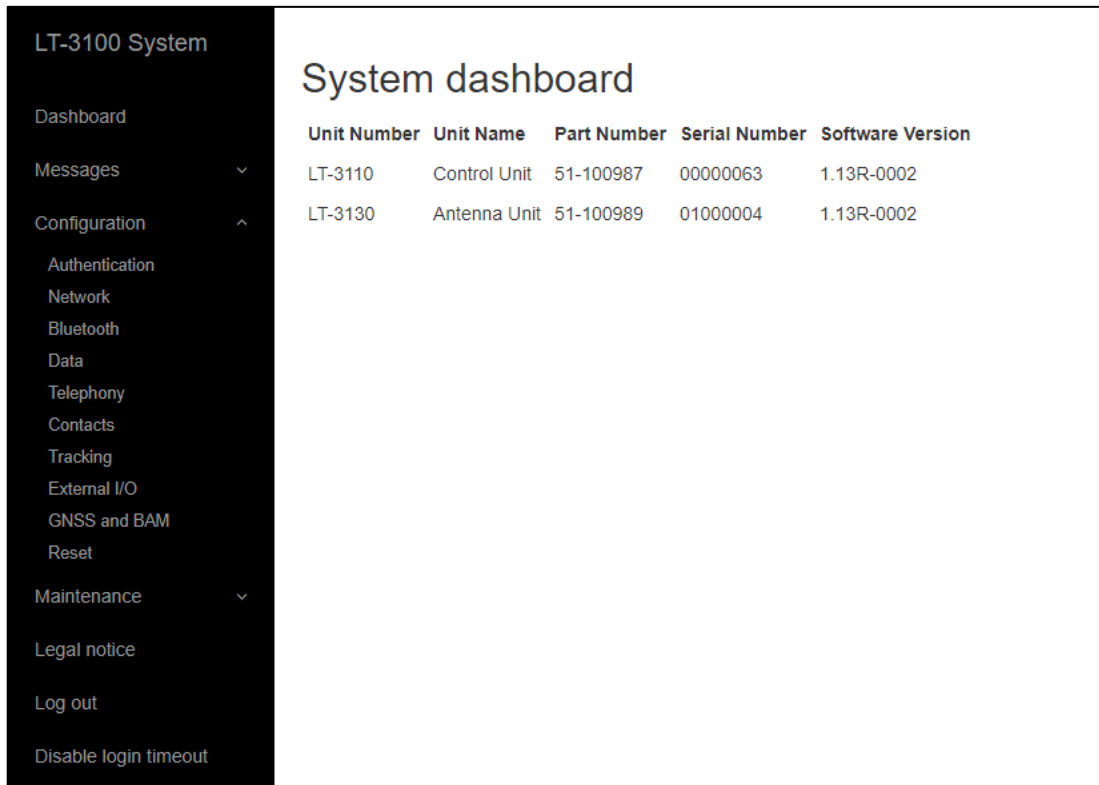 LT-3100 System
Dashboard
Messages
Configuration
Authentication
Network
Bluetooth
Data
Telephony
Contacts
Tracking
External I/O
GNSS and BAM
Reset
Maintenance
Legal notice
Log out
Disable login timeout
System dashboard
Unit Number Unit Name Part Number Serial Number Software Version
LT-3110 Control Unit 51-100987 00000063 1.13R-0002
LT-3130 Antenna Unit 51-100989 01000004 1.13R-0002